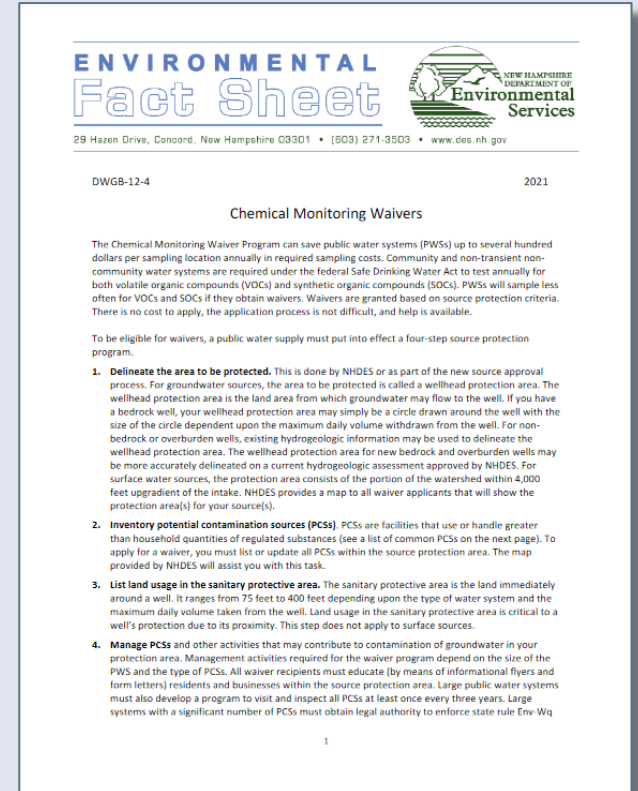 ENVIRONMENTAL
Fact Sheet
NEW HAMPSHIRE
DEPARTMENT OF
Environmental
Services
29 Hazen Drive, Concord, New Hampshire 03301 • (603) 271-3503 • www.des.nh.gov
DWGB-12-4 2021
Chemical Monitoring Waivers
The Chemical Monitoring Waiver Program can save public water systems (PWSs) up to several hundred
dollars per sampling location annually in required sampling costs. Community and non-transient non-
community water systems are required under the federal Safe Drinking Water Act to test annually for
both volatile organic compounds (VOCs) and synthetic organic compounds (SOCs). PWSs will sample less
often for VOCs and SOCs if they obtain waivers. Waivers are granted based on source protection criteria.
There is no cost to apply, the application process is not difficult, and help is available.
To be eligible for waivers, a public water supply must put into effect a four-step source protection
program.
1. Delineate the area to be protected. This is done by NHDES or as part of the new source approval
process. For groundwater sources, the area to be protected is called a wellhead protection area. The
wellhead protection area is the land area from which groundwater may flow to the well. If you have
a bedrock well, your wellhead protection area may simply be a circle drawn around the well with the
size of the circle dependent upon the maximum daily volume withdrawn from the well. For non-
bedrock or overburden wells, existing hydrogeologic information may be used to delineate the
wellhead protection area. The wellhead protection area for new bedrock and overburden wells may
be more accurately delineated on a current hydrogeologic assessment approved by NHDES. For
surface water sources, the protection area consists of the portion of the watershed within 4,000
feet upgradient of the intake. NHDES provides a map to all waiver applicants that will show the
protection area(s) for your source(s).
2. Inventory potential contamination sources (PCSs). PCSs are facilities that use or handle greater
than household quantities of regulated substances (see a list of common PCSs on the next page). To
apply for a waiver, you must list or update all PCSs within the source protection area. The map
provided by NHDES will assist you with this task.
3. List land usage in the sanitary protective area. The sanitary protective area is the land immediately
around a well. It ranges from 75 feet to 400 feet depending upon the type of water system and the
maximum daily volume taken from the well. Land usage in the sanitary protective area is critical to a
well's protection due to its proximity. This step does not apply to surface sources.
4. Manage PCSs and other activities that may contribute to contamination of groundwater in your
protection area. Management activities required for the waiver program depend on the size of the
PWS and the type of PCSs. All waiver recipients must educate (by means of informational flyers and
form letters) residents and businesses within the source protection area. Large public water systems
must also develop a program to visit and inspect all PCSs at least once every three years. Large
systems with a significant number of PCSs must obtain legal authority to enforce state rule Env-Wq
1